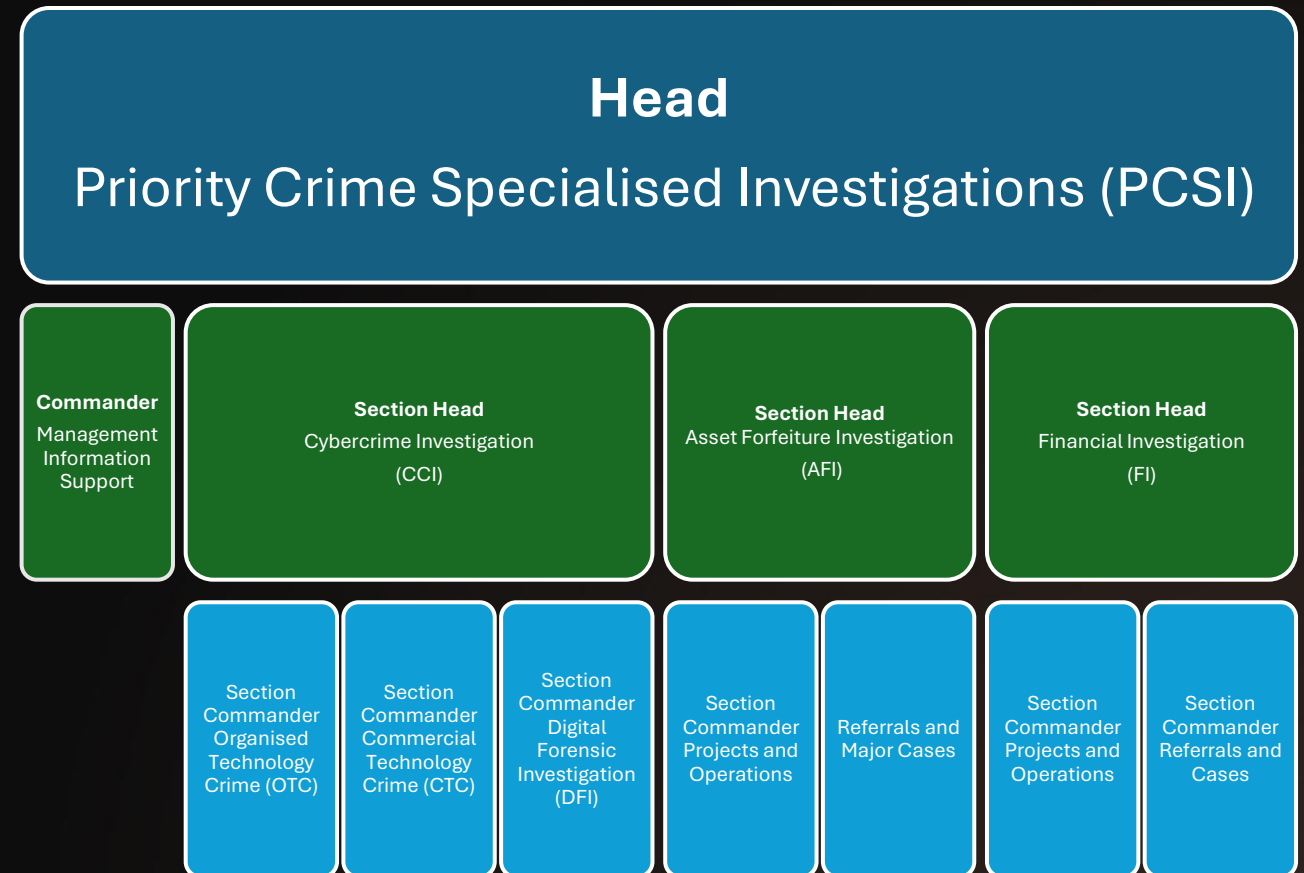 Head
Priority Crime Specialised Investigations (PCSI)
Commander
Management
Information
Support
Section Head
Cybercrime Investigation
(CCI)
Section Head
Asset Forfeiture Investigation
(AFI)
Section Head
Financial Investigation
(FI)
Section
Commander
Organised
Technology
Crime (OTC)
Section
Commander
Commercial
Technology
Crime (CTC)
Section
Commander
Digital
Forensic
Investigation
(DFI)
Section
Commander
Projects and
Operations
Referrals and
Major Cases
Section
Commander
Projects and
Operations
Section
Commander
Referrals and
Cases